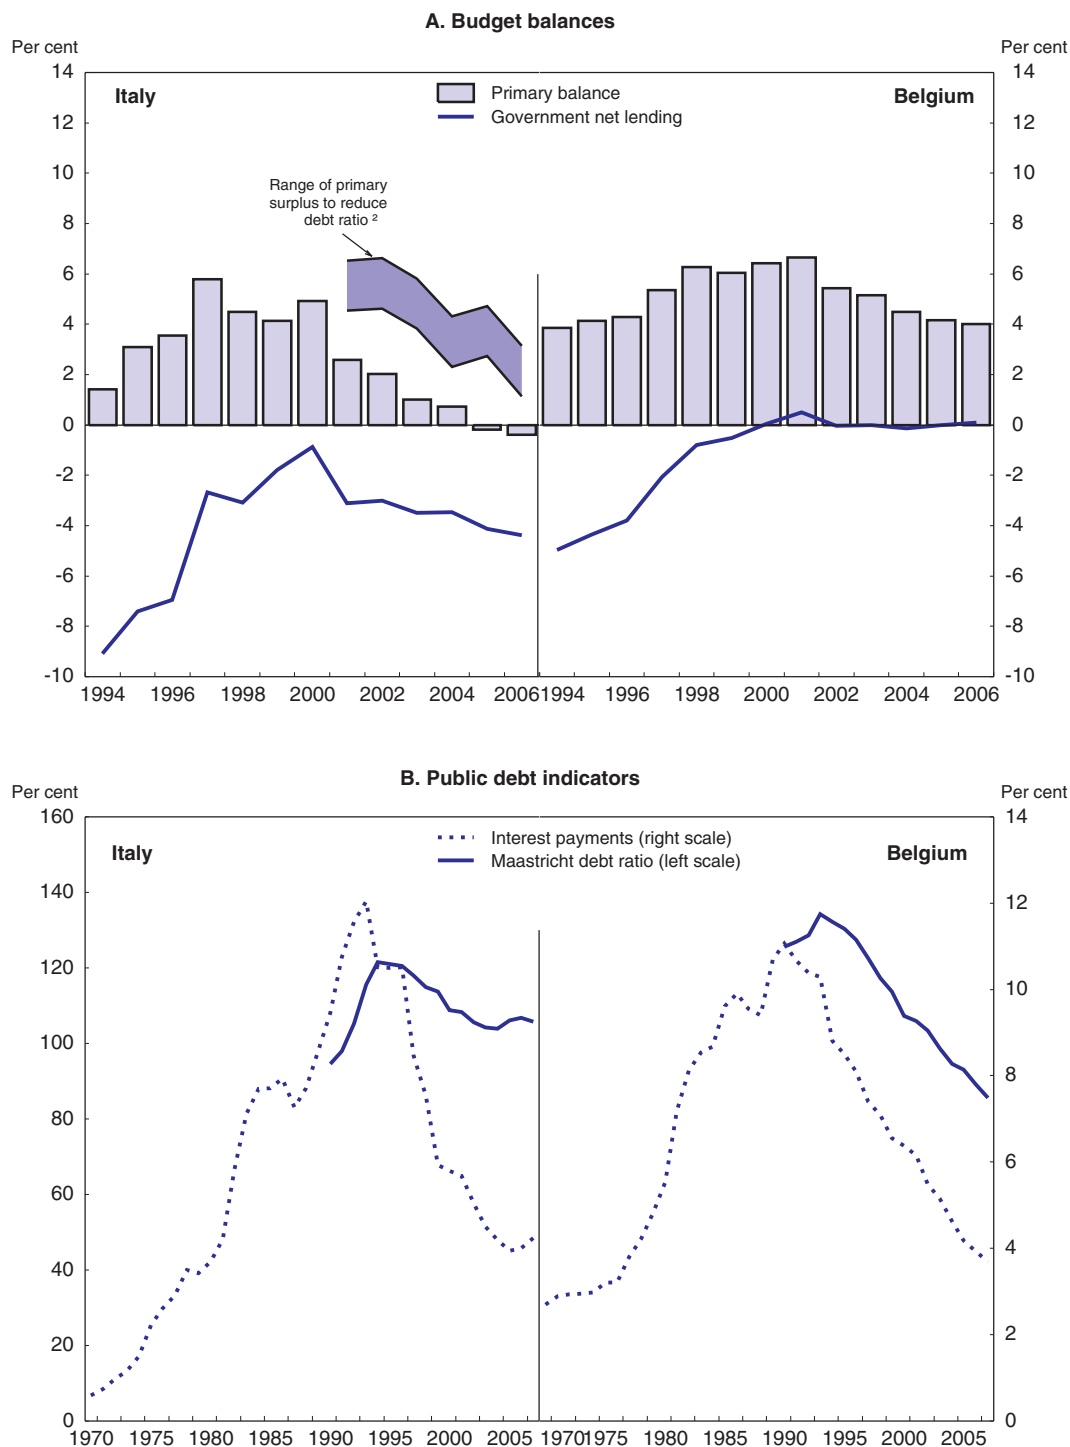 A. Budget balances
Per cent Per cent
14 14
Italy Primary balance Belgium
Government net lending
12 12
10 10
Range of primary
surplus to reduce
debt ratio 2
8 8
6 6
4 4
2 2
0 0
-2 -2
-4 -4
-6 -6
-8 -8
-10 -10
1994 1996 1998 2000 2002 2004 2006 1994 1996 1998 2000 2002 2004 2006
B. Public debt indicators
Per cent Per cent
160 14
Interest payments (right scale)
Italy Maastricht debt ratio (left scale) Belgium
140 12
120 10
100
80 8
60 6
40 4
20 2
0 0
1970 1975 1980 1985 1990 1995 2000 2005 1970 1975 1980 1985 1990 1995 2000 2005